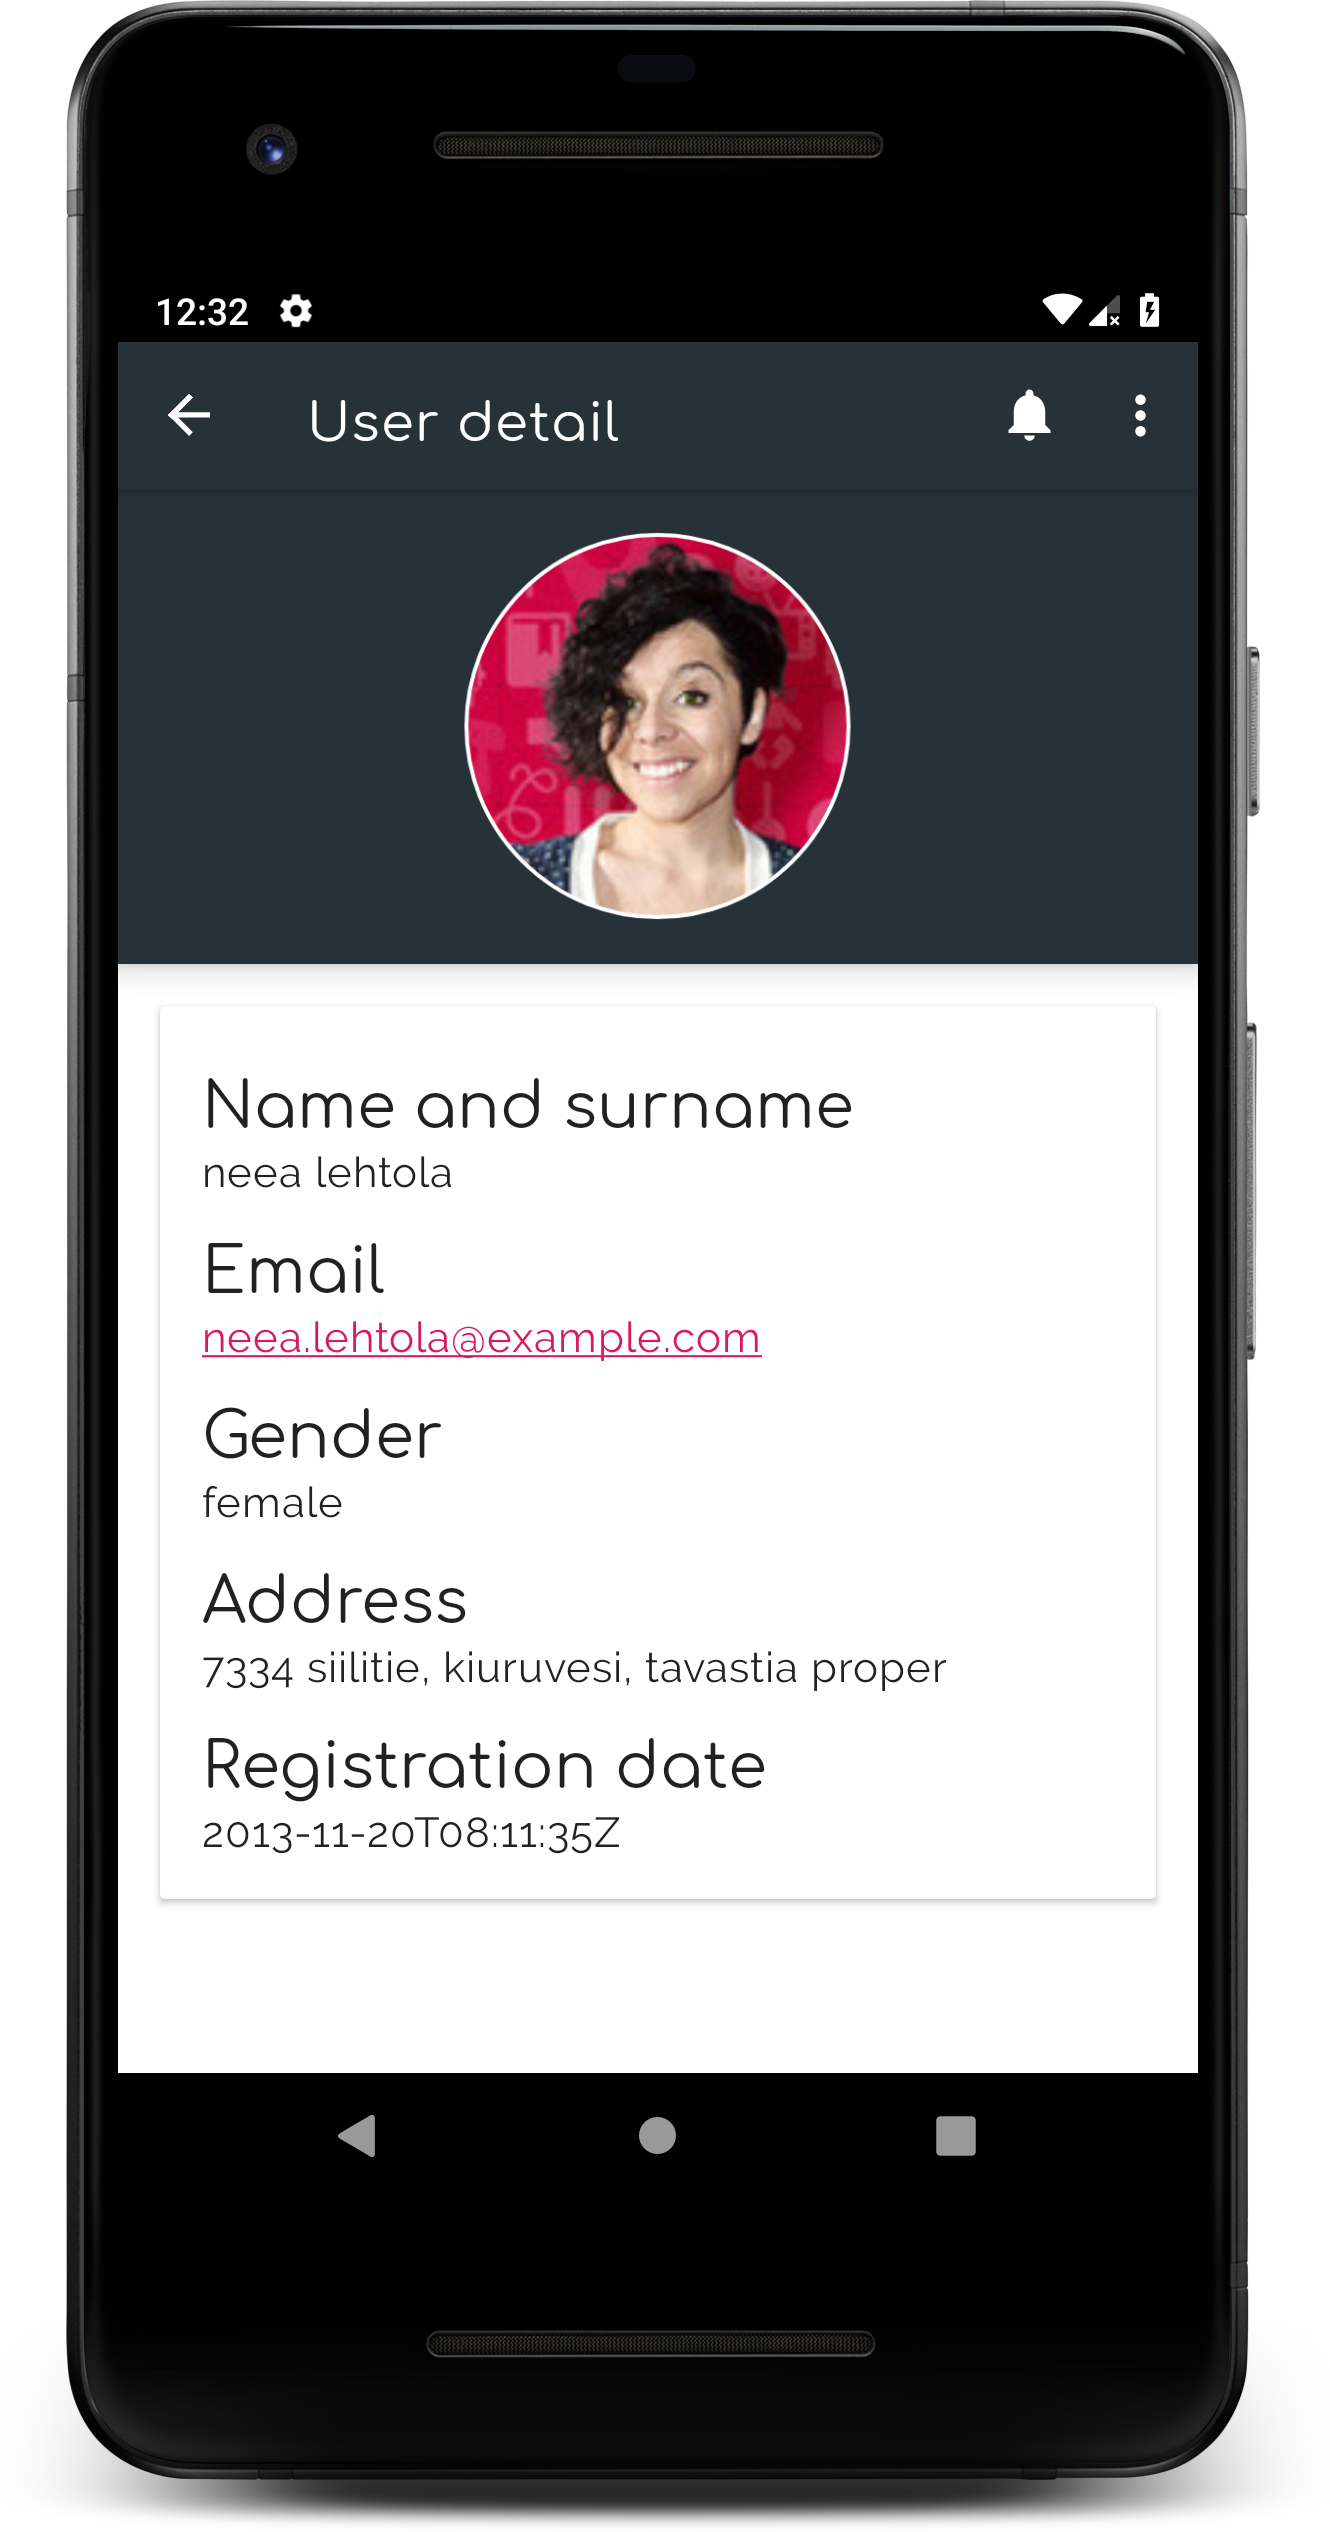 12:32
User detail
Name and surname
neea lehtola
Email
neea.lehtola@example.com
Gender
female
Address
7334 siilitie, kiuruvesi, tavastia proper
Registration date
2013-11-20T08:11:35Z